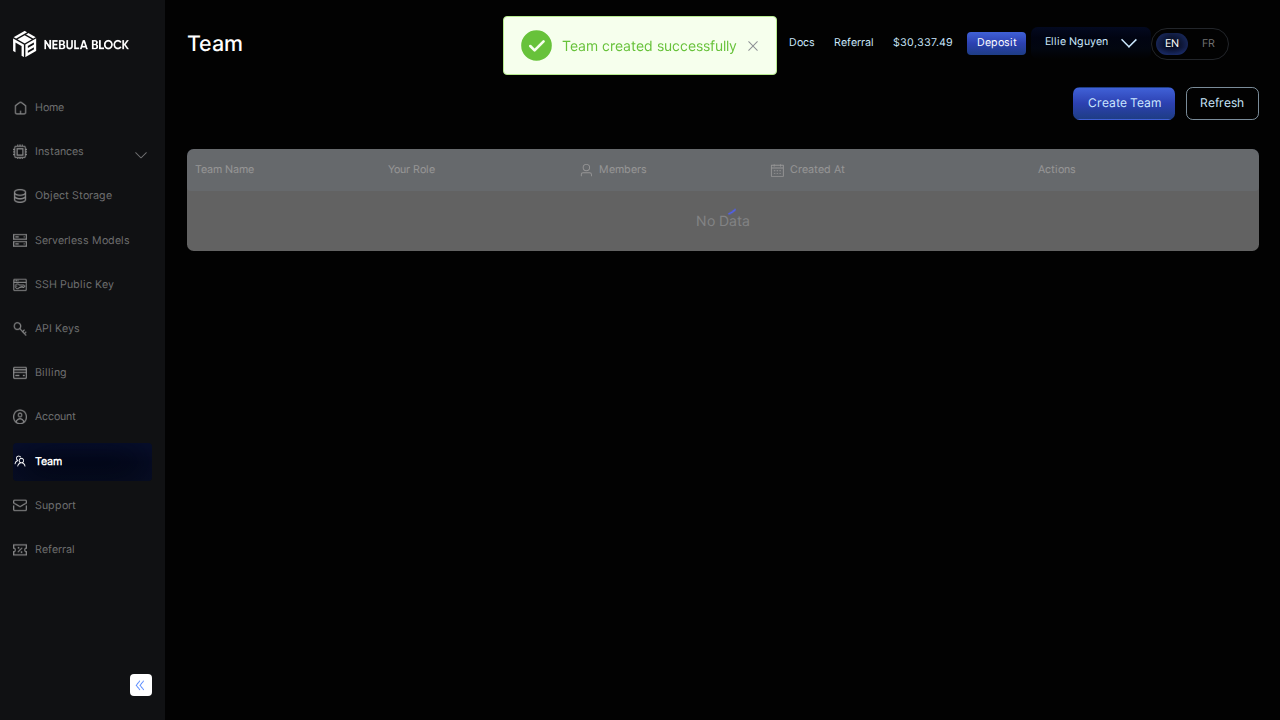 NEBULA BLOCK
Home
Instances
Object Storage
Serverless Models
SSH Public Key
API Keys
Billing
Account
Team
Support
Referral
Team
Team created successfully
Docs
Referral
$30,337.49
Deposit
Ellie Nguyen
EN
FR
Create Team
Refresh
Team Name
Your Role
Members
Created At
Actions
No Data